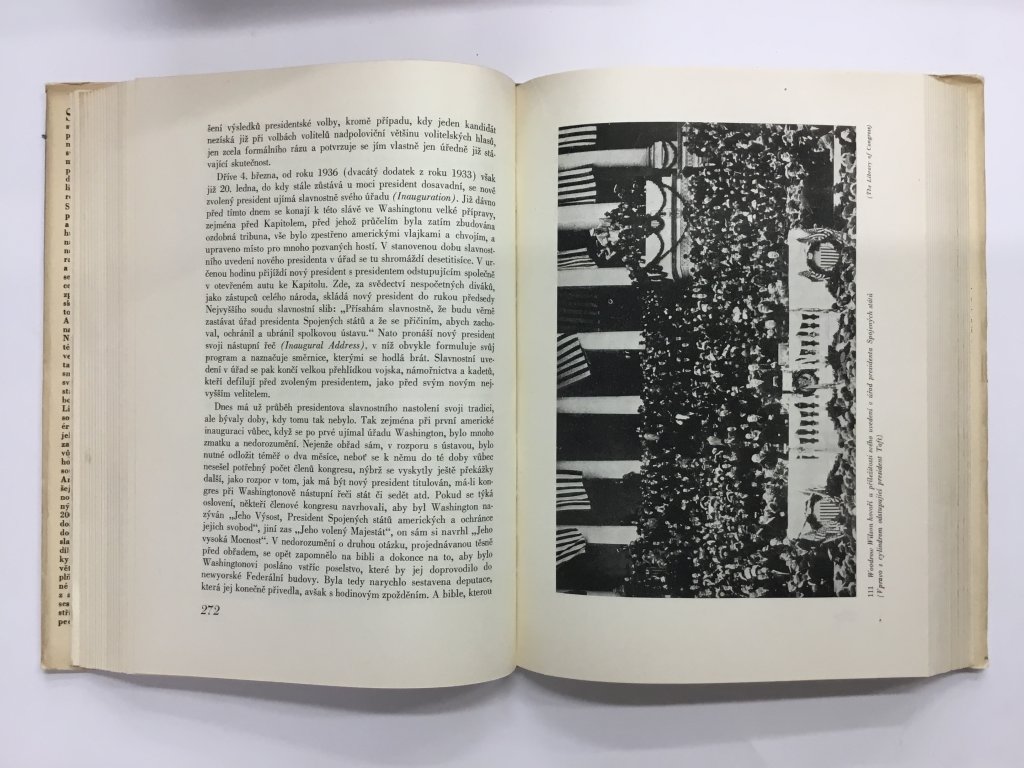 šení výsledků presidentské volby, kromě případu, kdy jeden kandidát
nezíská již při volbách volitelů nadpoloviční většinu volitelských hlasů,
jen zcela formálního rázu a potvrzuje se jím vlastně jen úředně již stá-
vající skutečnost.
Dříve 4. března, od roku 1936 (dvacátý dodatek z roku 1933) však
již 20. ledna, do kdy stále zůstává u moci president dosavadní, se nově
zvolený president ujímá slavnostně svého úřadu (Inauguration). Již dávno
před tímto dnem se konají k této slávě ve Washingtonu velké přípravy,
zejména před Kapitolem, před jehož průčelím byla zatím zbudována
ozdobná tribuna, vše bylo zpestřeno americkými vlajkami a chvojím, a
upraveno místo pro mnoho pozvaných hostí. V stanovenou dobu slavnost-
ního uvedení nového presidenta v úřad se tu shromáždí desetitisíce. V ur-
čenou hodinu přijíždí nový president s presidentem odstupujícím společně
v otevřeném autu ke Kapitolu. Zde, za svědectví nespočetných diváků,
jako zástupců celého národa, skládá nový president do rukou předsedy
Nejvyššího soudu slavnostní slib: „Přísahám slavnostně, že budu věrně
zastávat úřad presidenta Spojených států a že se přičiním, abych zacho-
val, ochránil a ubránil spolkovou ústavu.“ Nato pronáší nový president
svoji nástupní řeč (Inaugural Address), v níž obvykle formuluje svůj
program a naznačuje směrnice, kterými se hodlá brát. Slavnostní uve-
dení v úřad se pak končí velkou přehlídkou vojska, námořnictva a kadetů,
kteří defilují před zvoleným presidentem, jako před svým novým nej-
vyšším velitelem.
Dnes má už průběh presidentova slavnostního nastolení svoji tradici,
ale bývaly doby, kdy tomu tak nebylo. Tak zejména při první americké
inauguraci vůbec, když se po prvé ujímal úřadu Washington, bylo mnoho
zmatku a nedorozumění. Nejenže obřad sám, v rozporu s ústavou, bylo
nutné odložit téměř o dva měsíce, neboť se k němu do té doby vůbec
nesešel potřebný počet členů kongresu, nýbrž se vyskytly ještě překážky
další, jako rozpor v tom, jak má být nový president titulován, má-li kon-
gres při Washingtonově nástupní řeči stát či sedět atd. Pokud se týká
oslovení, někteří členové kongresu navrhovali, aby byl Washington na-
zýván „Jeho Výsost, President Spojených států amerických a ochránce
jejich svobod“, jiní zas „Jeho volený Majestát“, on sám si navrhl „Jeho
vysoká Mocnost“. V nedorozumění o druhou otázku, projednávanou těsně
před obřadem, se opět zapomnělo na bibli a dokonce na to, aby bylo
Washingtonovi posláno vstříc poselstvo, které by jej doprovodilo do
newyorské Federální budovy. Byla tedy narychlo sestavena deputace,
která jej konečně přivedla, avšak s hodinovým zpožděním. A bible, kterou
272
(The Library of Congress)
111 Woodrow Wilson hovoří u příležitosti svého uvedení v úřad presidenta Spojených států
(Vpravo s cylindrem odstupující president Taft)